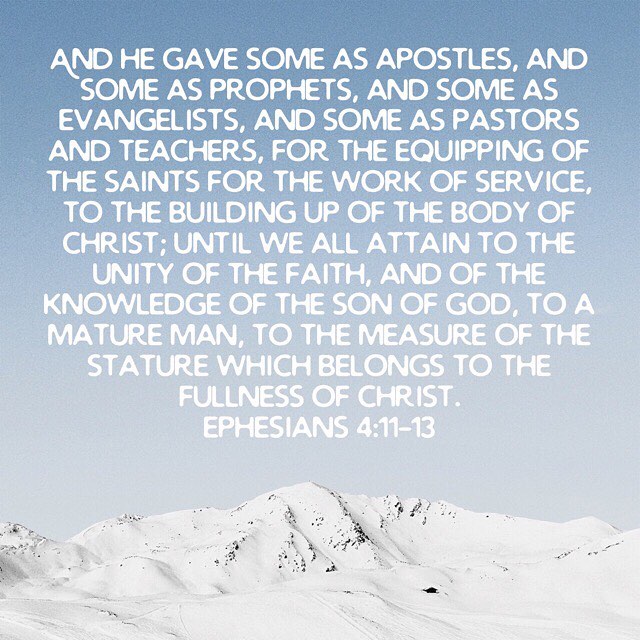 AND HE GAVE SOME AS APOSTLES, AND
SOME AS PROPHETS, AND SOME AS
EVANGELISTS, AND SOME AS PASTORS
AND TEACHERS, FOR THE EQUIPPING OF
THE SAINTS FOR THE WORK OF SERVICE,
TO THE BUILDING UP OF THE BODY OF
CHRIST; UNTIL WE ALL ATTAIN TO THE
UNITY OF THE FAITH, AND OF THE
KNOWLEDGE OF THE SON OF GOD, TO A
MATURE MAN, TO THE MEASURE OF THE
STATURE WHICH BELONGS TO THE
FULLNESS OF CHRIST.
EPHESIANS 4:11-13